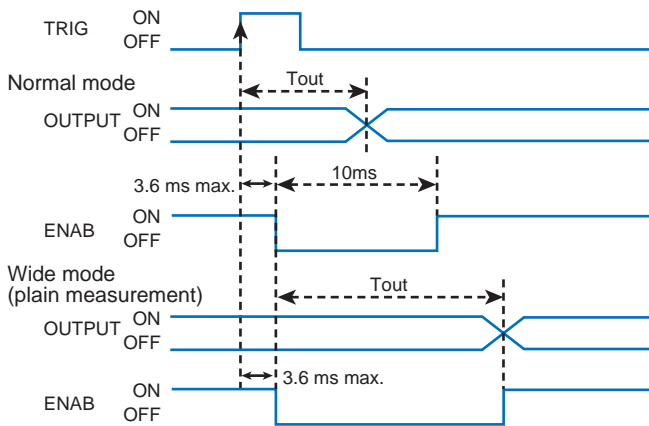 TRIG ON
OFF
Tout
Normal mode
OUTPUT ON
OFF
3.6 ms max. 10ms
ENAB ON
OFF
Wide mode
(plain measurement)
Tout
OUTPUT ON
OFF
3.6 ms max.
ENAB ON
OFF